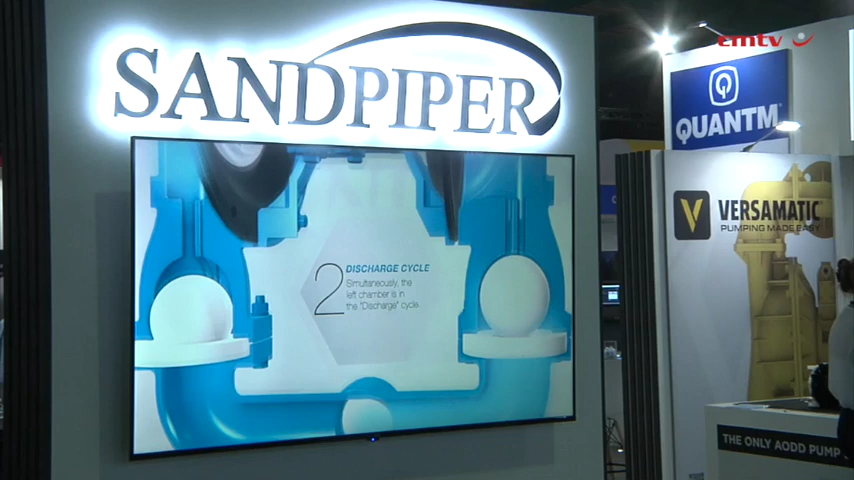 emtv
SANDPIPER
QUANTM
VERSAMATIC
PUMPING MADE EASY
2
DISCHARGE CYCLE
Simultaneously, the
left chamber is in
the "Discharge" cycle.
THE ONLY AODD PUMP